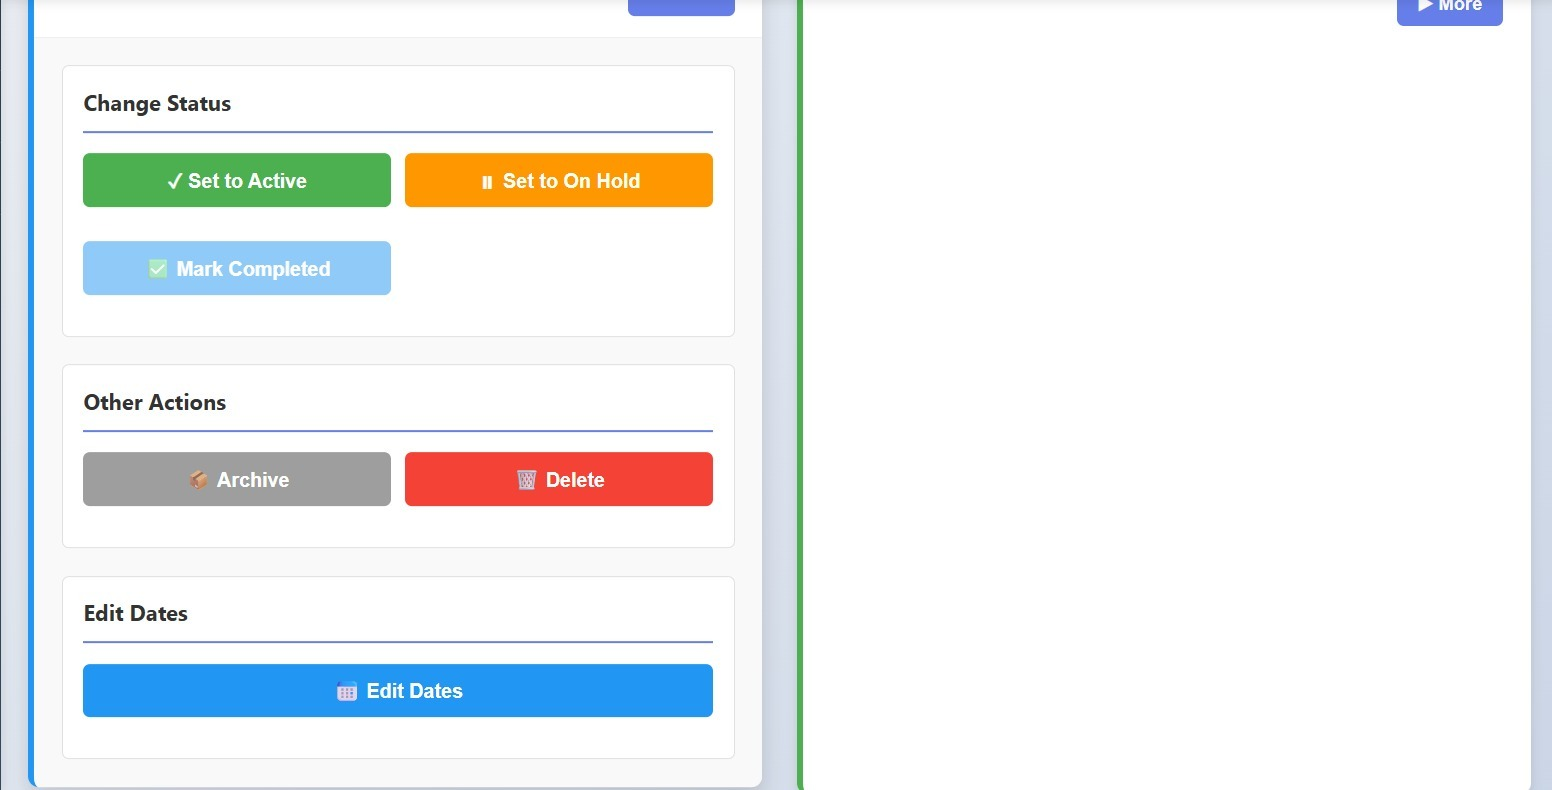 ▶ More
Change Status
✓ Set to Active
⏸ Set to On Hold
✅ Mark Completed
Other Actions
📦 Archive
🗑️ Delete
Edit Dates
📅 Edit Dates